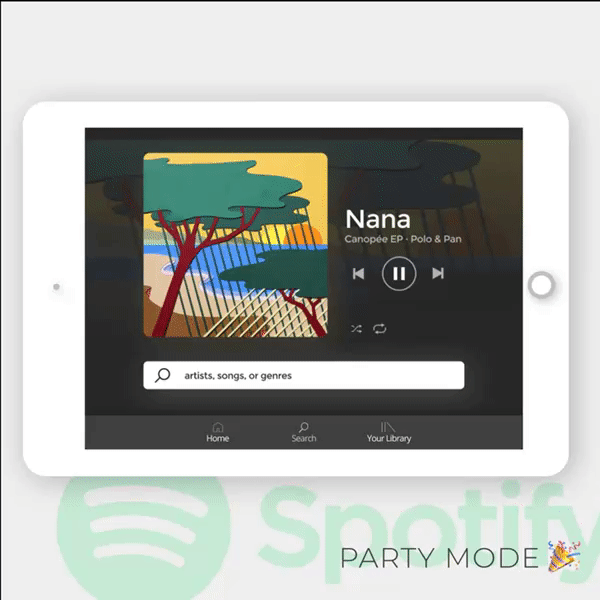 Nana
Canopée EP · Polo & Pan
artists, songs, or genres
Home
Search
Your Library
Spotify
PARTY MODE 🎉